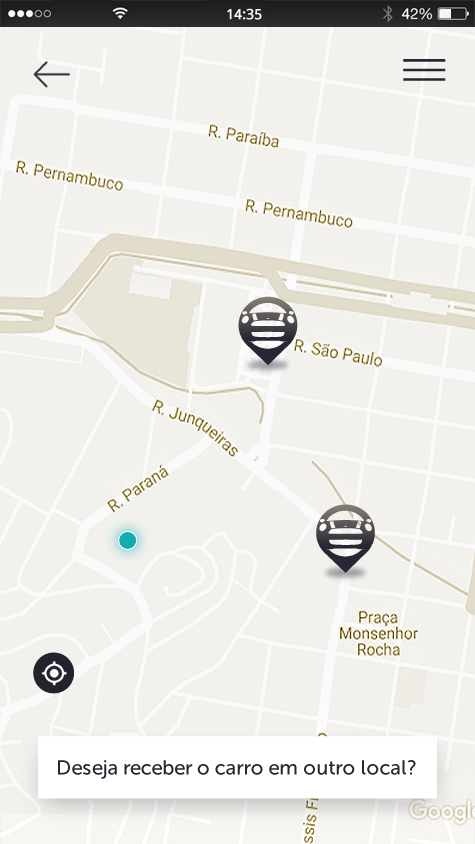 14:35
42%
R. Paraíba
R. Pernambuco
R. Pernambuco
R. São Paulo
R. Junqueiras
R. Paraná
Praça
Monsenhor
Rocha
Deseja receber o carro em outro local?
Google